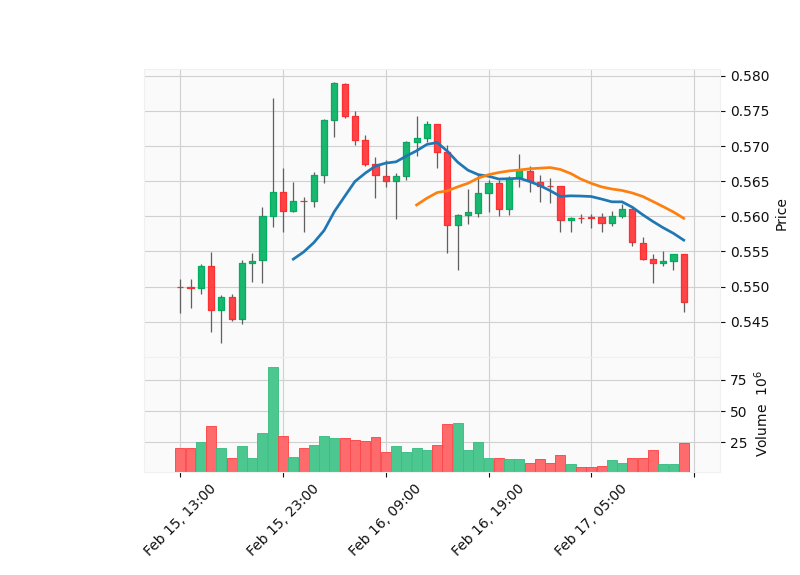 0.580
0.575
0.570
0.565
0.560
0.555
0.550
0.545
Price
75
50
25
Volume 10^6
Feb 15, 13:00
Feb 15, 23:00
Feb 16, 09:00
Feb 16, 19:00
Feb 17, 05:00